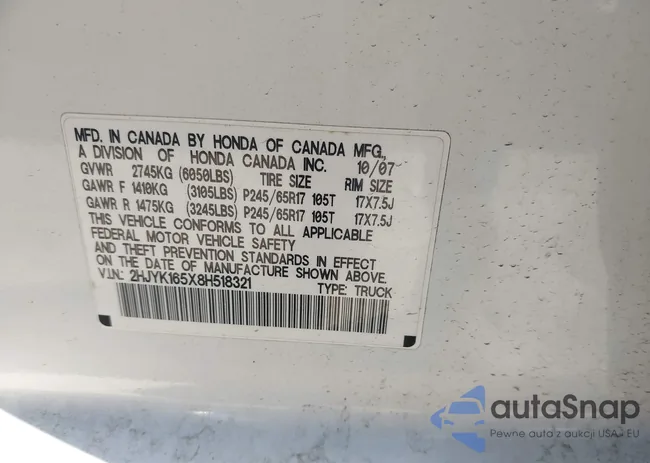 MFD. IN CANADA BY HONDA OF CANADA MFG.,
A DIVISION OF HONDA CANADA INC. 10/07
GVWR 2745KG (6050LBS) TIRE SIZE RIM SIZE
GAWR F 1410KG (3105LBS) P245/65R17 105T 17X7.5J
GAWR R 1475KG (3245LBS) P245/65R17 105T 17X7.5J
THIS VEHICLE CONFORMS TO ALL APPLICABLE
FEDERAL MOTOR VEHICLE SAFETY
AND THEFT PREVENTION STANDARDS IN EFFECT
ON THE DATE OF MANUFACTURE SHOWN ABOVE.
V.I.N.: 2HJYK165X8H518321
TYPE: TRUCK
autaSnap
Pewne auta z aukcji USA i EU